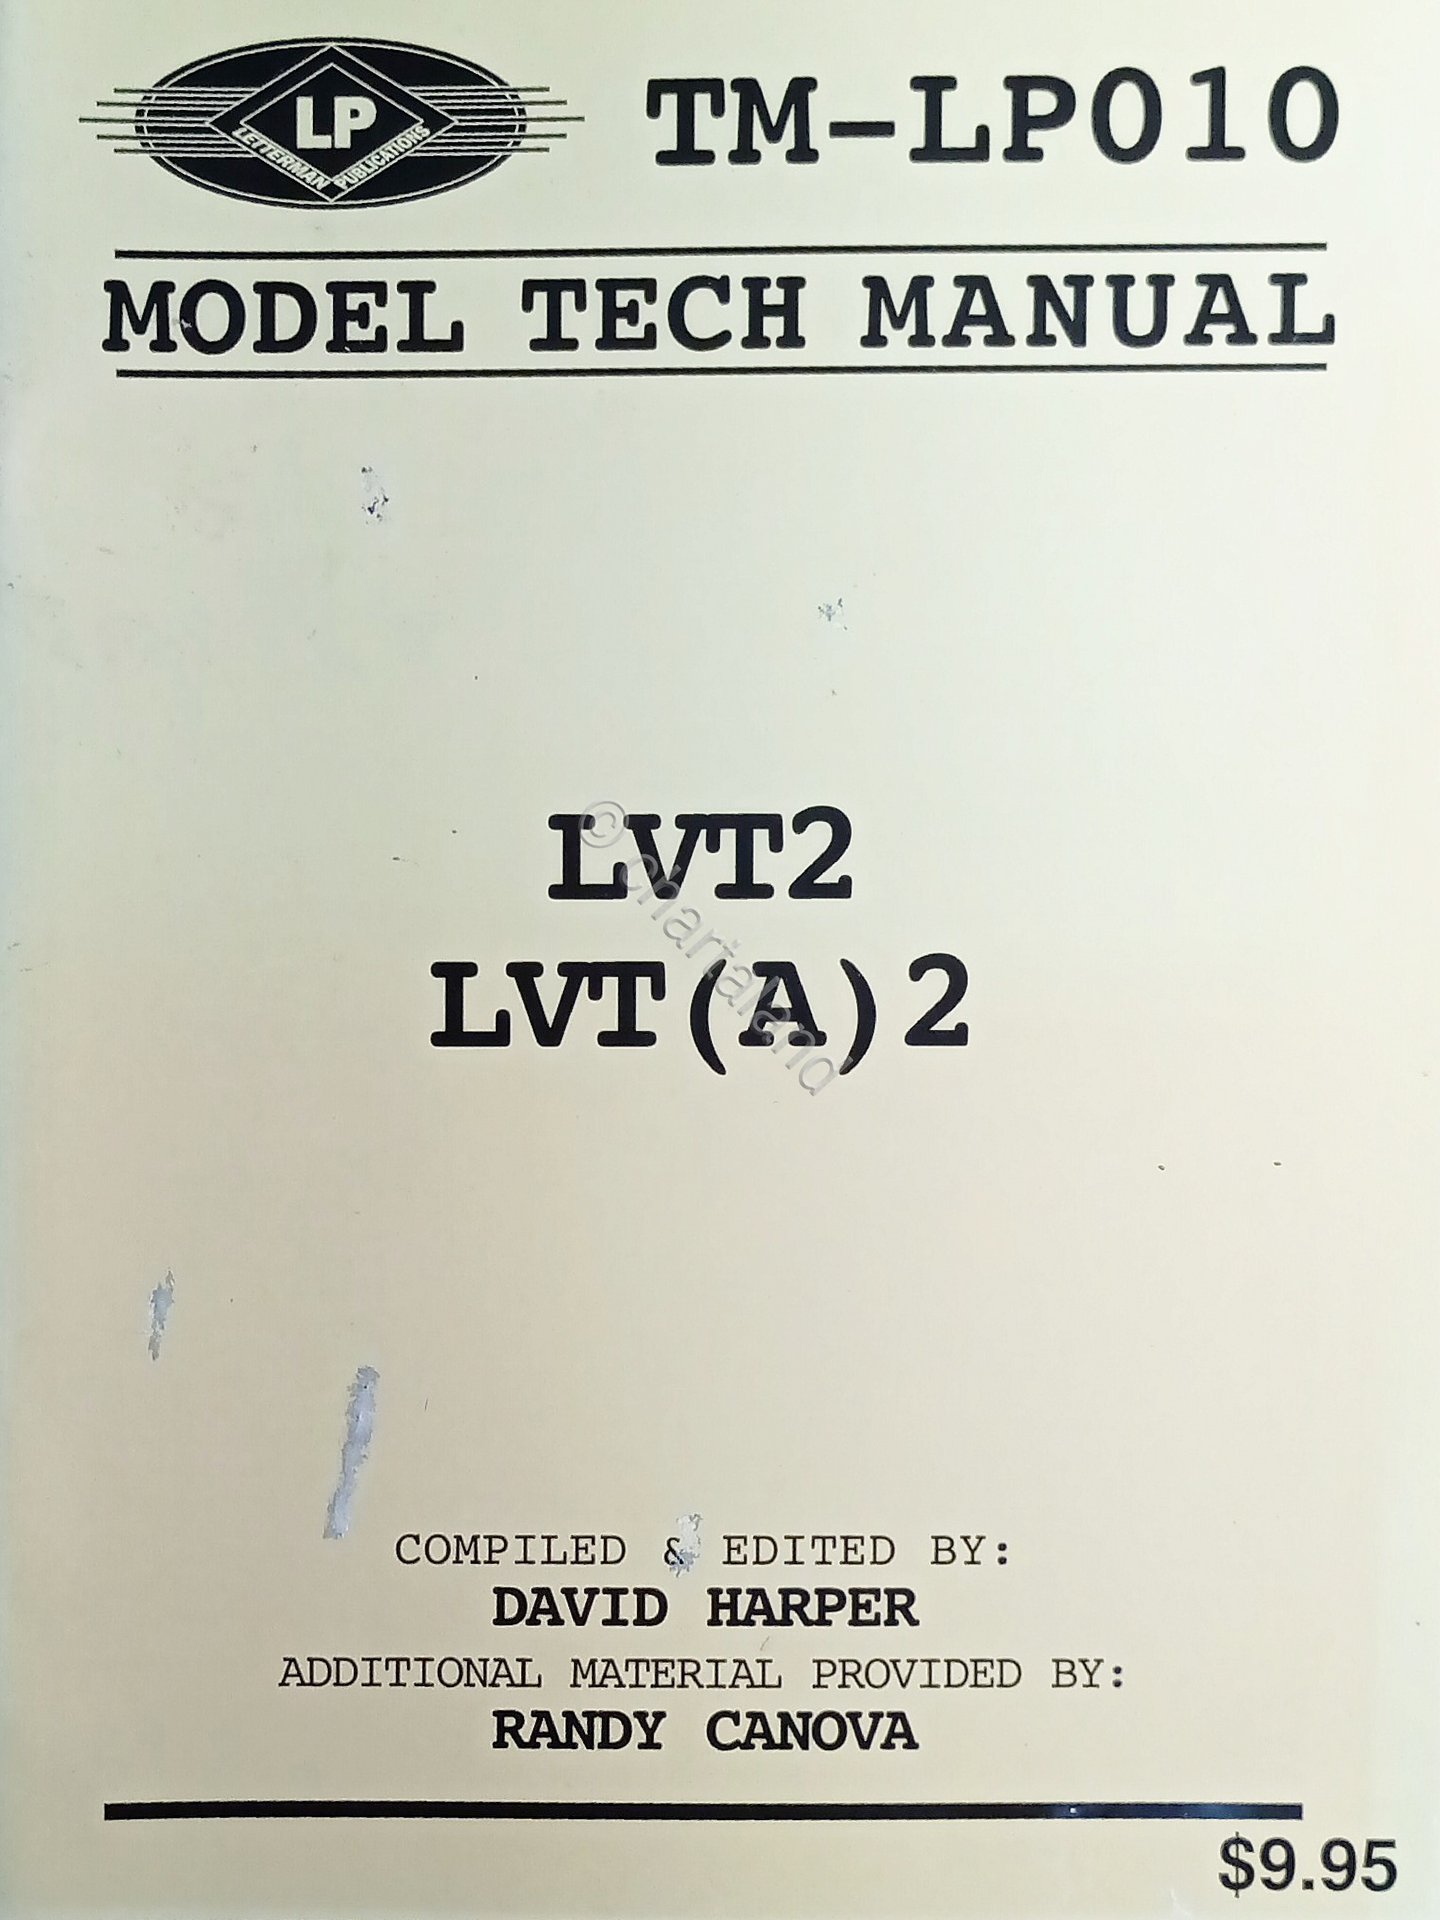 LP
LETTERMAN PUBLICATIONS
TM-LP010
MODEL TECH MANUAL
LVT2
LVT(A)2
© chartaland
COMPILED & EDITED BY:
DAVID HARPER
ADDITIONAL MATERIAL PROVIDED BY:
RANDY CANOVA
$9.95